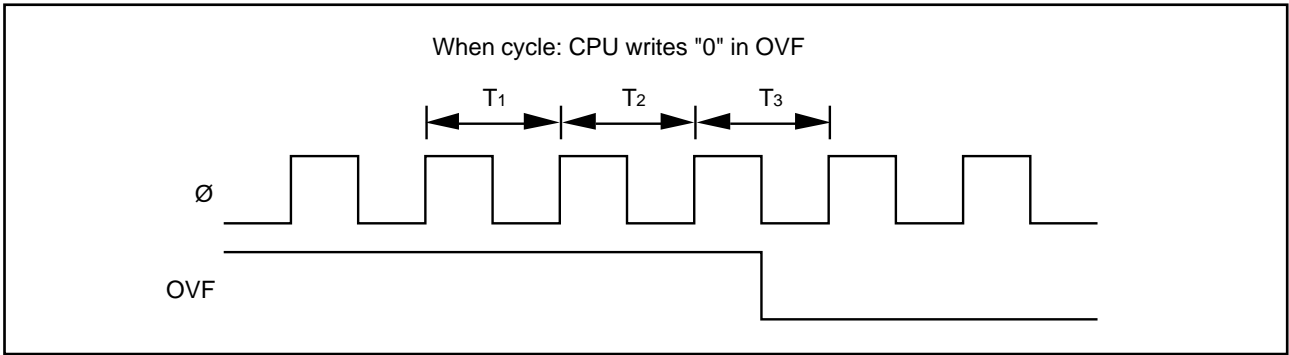 When cycle: CPU writes "0" in OVF
T1 T2 T3
Ø
OVF